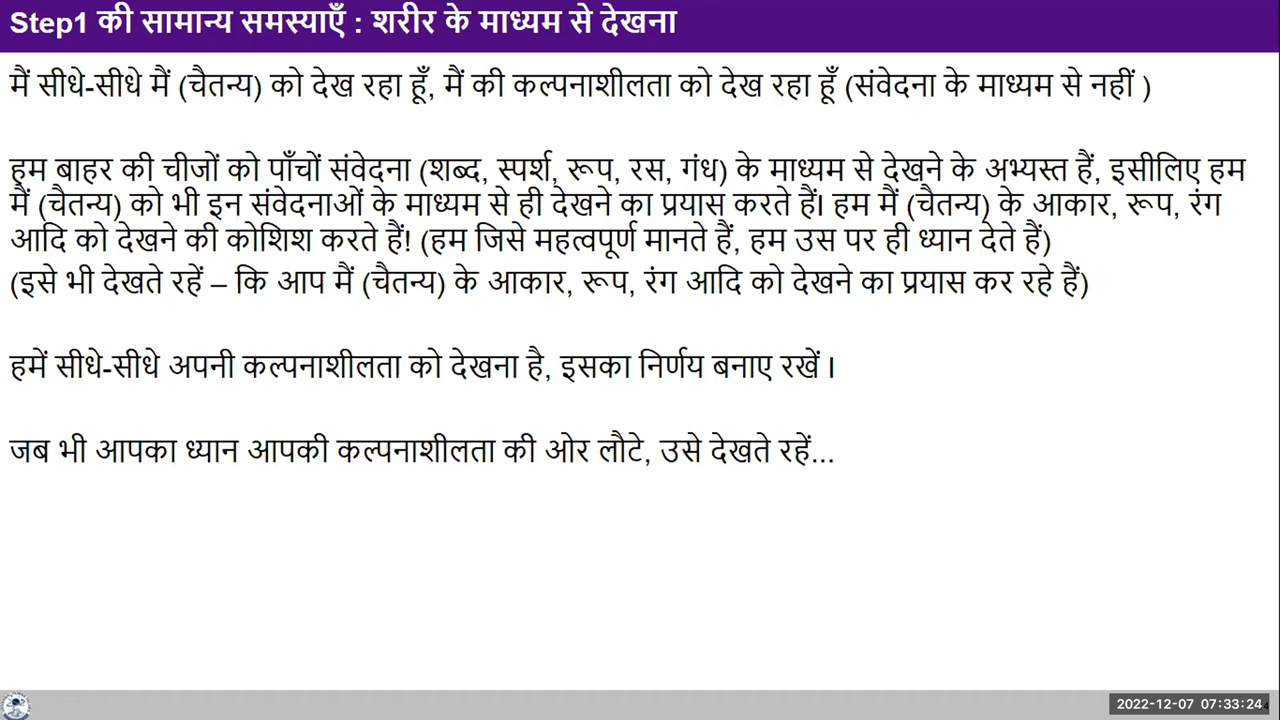 Step1 की सामान्य समस्याएँ : शरीर के माध्यम से देखना
मैं सीधे-सीधे मैं (चैतन्य) को देख रहा हूँ, मैं की कल्पनाशीलता को देख रहा हूँ (संवेदना के माध्यम से नहीं )
हम बाहर की चीजों को पाँचों संवेदना (शब्द, स्पर्श, रूप, रस, गंध) के माध्यम से देखने के अभ्यस्त हैं, इसीलिए हम
मैं (चैतन्य) को भी इन संवेदनाओं के माध्यम से ही देखने का प्रयास करते हैं। हम मैं (चैतन्य) के आकार, रूप, रंग
आदि को देखने की कोशिश करते हैं! (हम जिसे महत्वपूर्ण मानते हैं, हम उस पर ही ध्यान देते हैं)
(इसे भी देखते रहें – कि आप मैं (चैतन्य) के आकार, रूप, रंग आदि को देखने का प्रयास कर रहे हैं)
हमें सीधे-सीधे अपनी कल्पनाशीलता को देखना है, इसका निर्णय बनाए रखें ।
जब भी आपका ध्यान आपकी कल्पनाशीलता की ओर लौटे, उसे देखते रहें...
2022-12-07 07:33:24